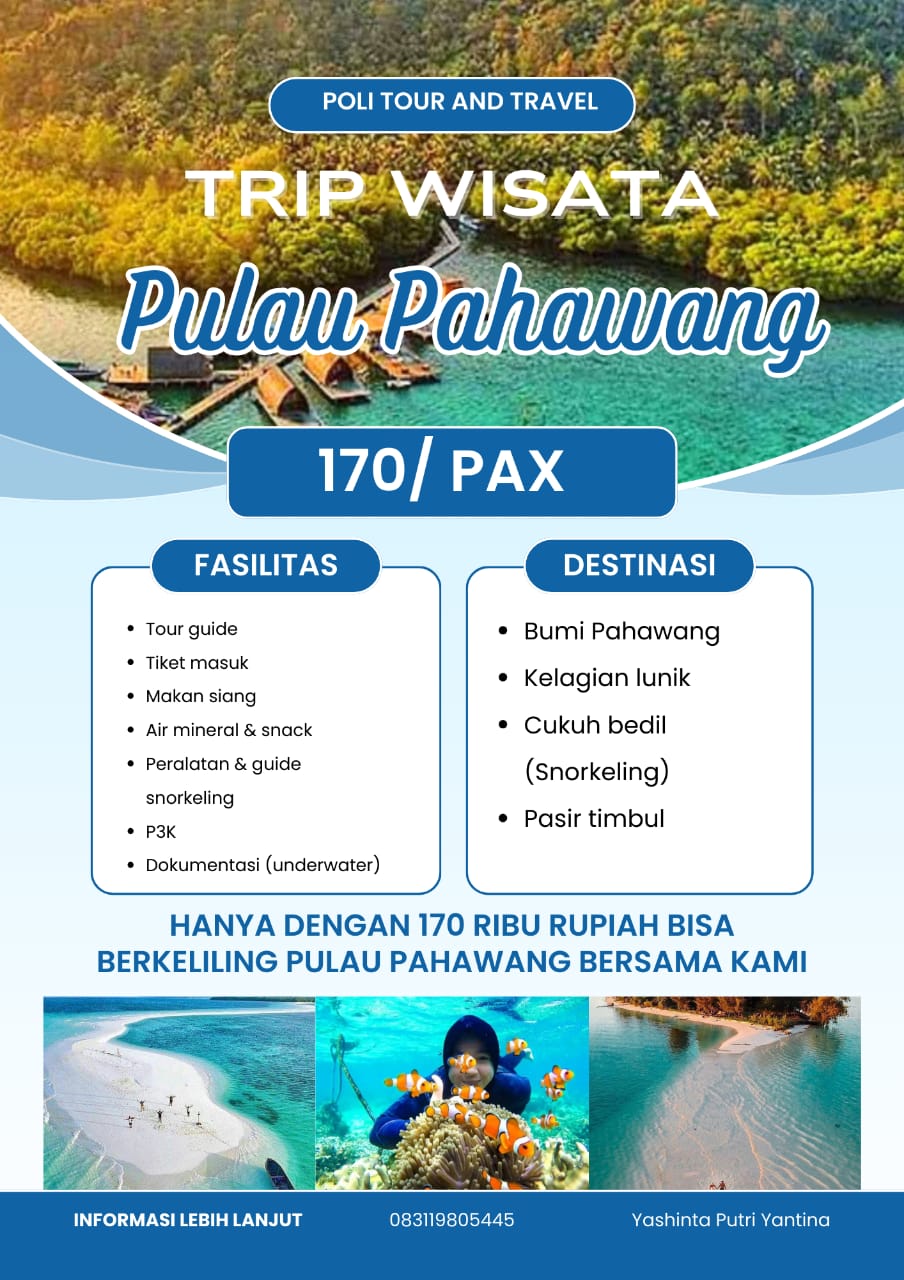 POLI TOUR AND TRAVEL
TRIP WISATA
Pulau Pahawang
170/ PAX
FASILITAS
• Tour guide
• Tiket masuk
• Makan siang
• Air mineral & snack
• Peralatan & guide
snorkeling
• P3K
• Dokumentasi (underwater)
DESTINASI
• Bumi Pahawang
• Kelagian lunik
• Cukuh bedil
(Snorkeling)
• Pasir timbul
HANYA DENGAN 170 RIBU RUPIAH BISA
BERKELILING PULAU PAHAWANG BERSAMA KAMI
INFORMASI LEBIH LANJUT 083119805445 Yashinta Putri Yantina